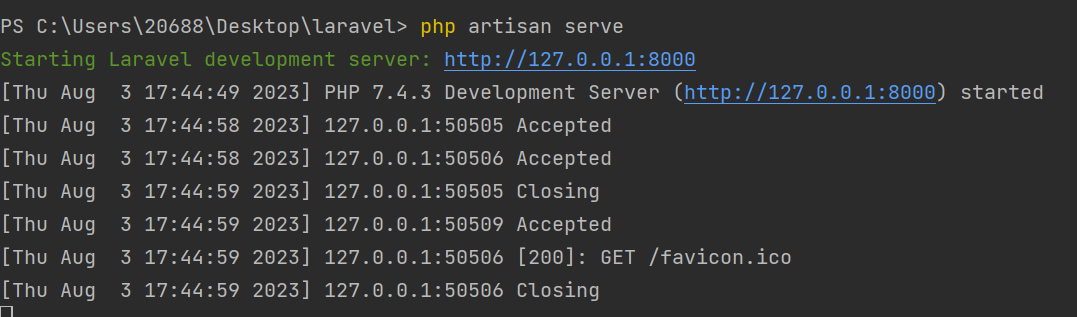 PS C:\Users\20688\Desktop\laravel> php artisan serve
Starting Laravel development server: http://127.0.0.1:8000
[Thu Aug  3 17:44:49 2023] PHP 7.4.3 Development Server (http://127.0.0.1:8000) started
[Thu Aug  3 17:44:58 2023] 127.0.0.1:50505 Accepted
[Thu Aug  3 17:44:58 2023] 127.0.0.1:50506 Accepted
[Thu Aug  3 17:44:59 2023] 127.0.0.1:50505 Closing
[Thu Aug  3 17:44:59 2023] 127.0.0.1:50509 Accepted
[Thu Aug  3 17:44:59 2023] 127.0.0.1:50506 [200]: GET /favicon.ico
[Thu Aug  3 17:44:59 2023] 127.0.0.1:50506 Closing